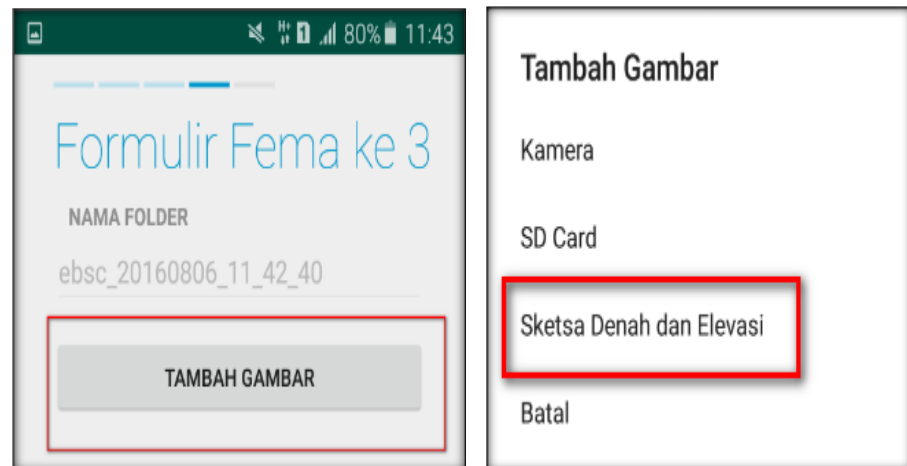 H+ 1 80% 11:43
Formulir Fema ke 3
NAMA FOLDER
ebsc_20160806_11_42_40
TAMBAH GAMBAR
Tambah Gambar
Kamera
SD Card
Sketsa Denah dan Elevasi
Batal